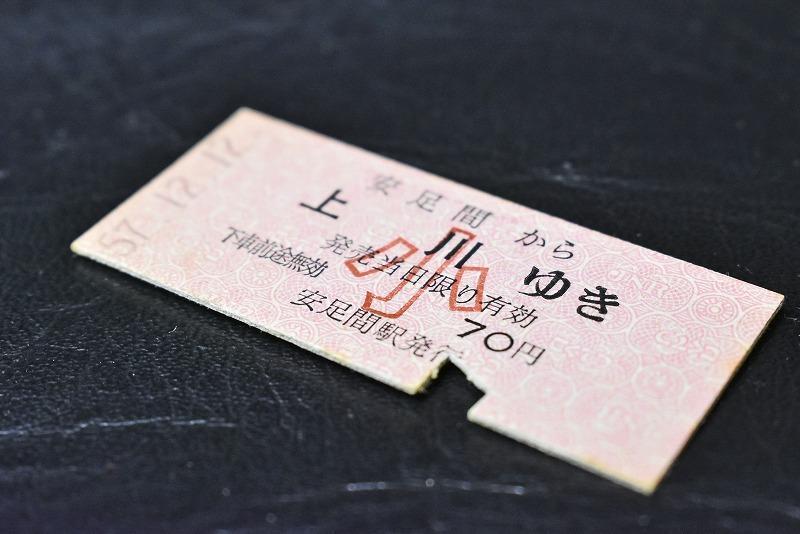 57.12.12
安足間から
上川ゆき
小
発売当日限り有効
下車前途無効 70円
安足間駅発行